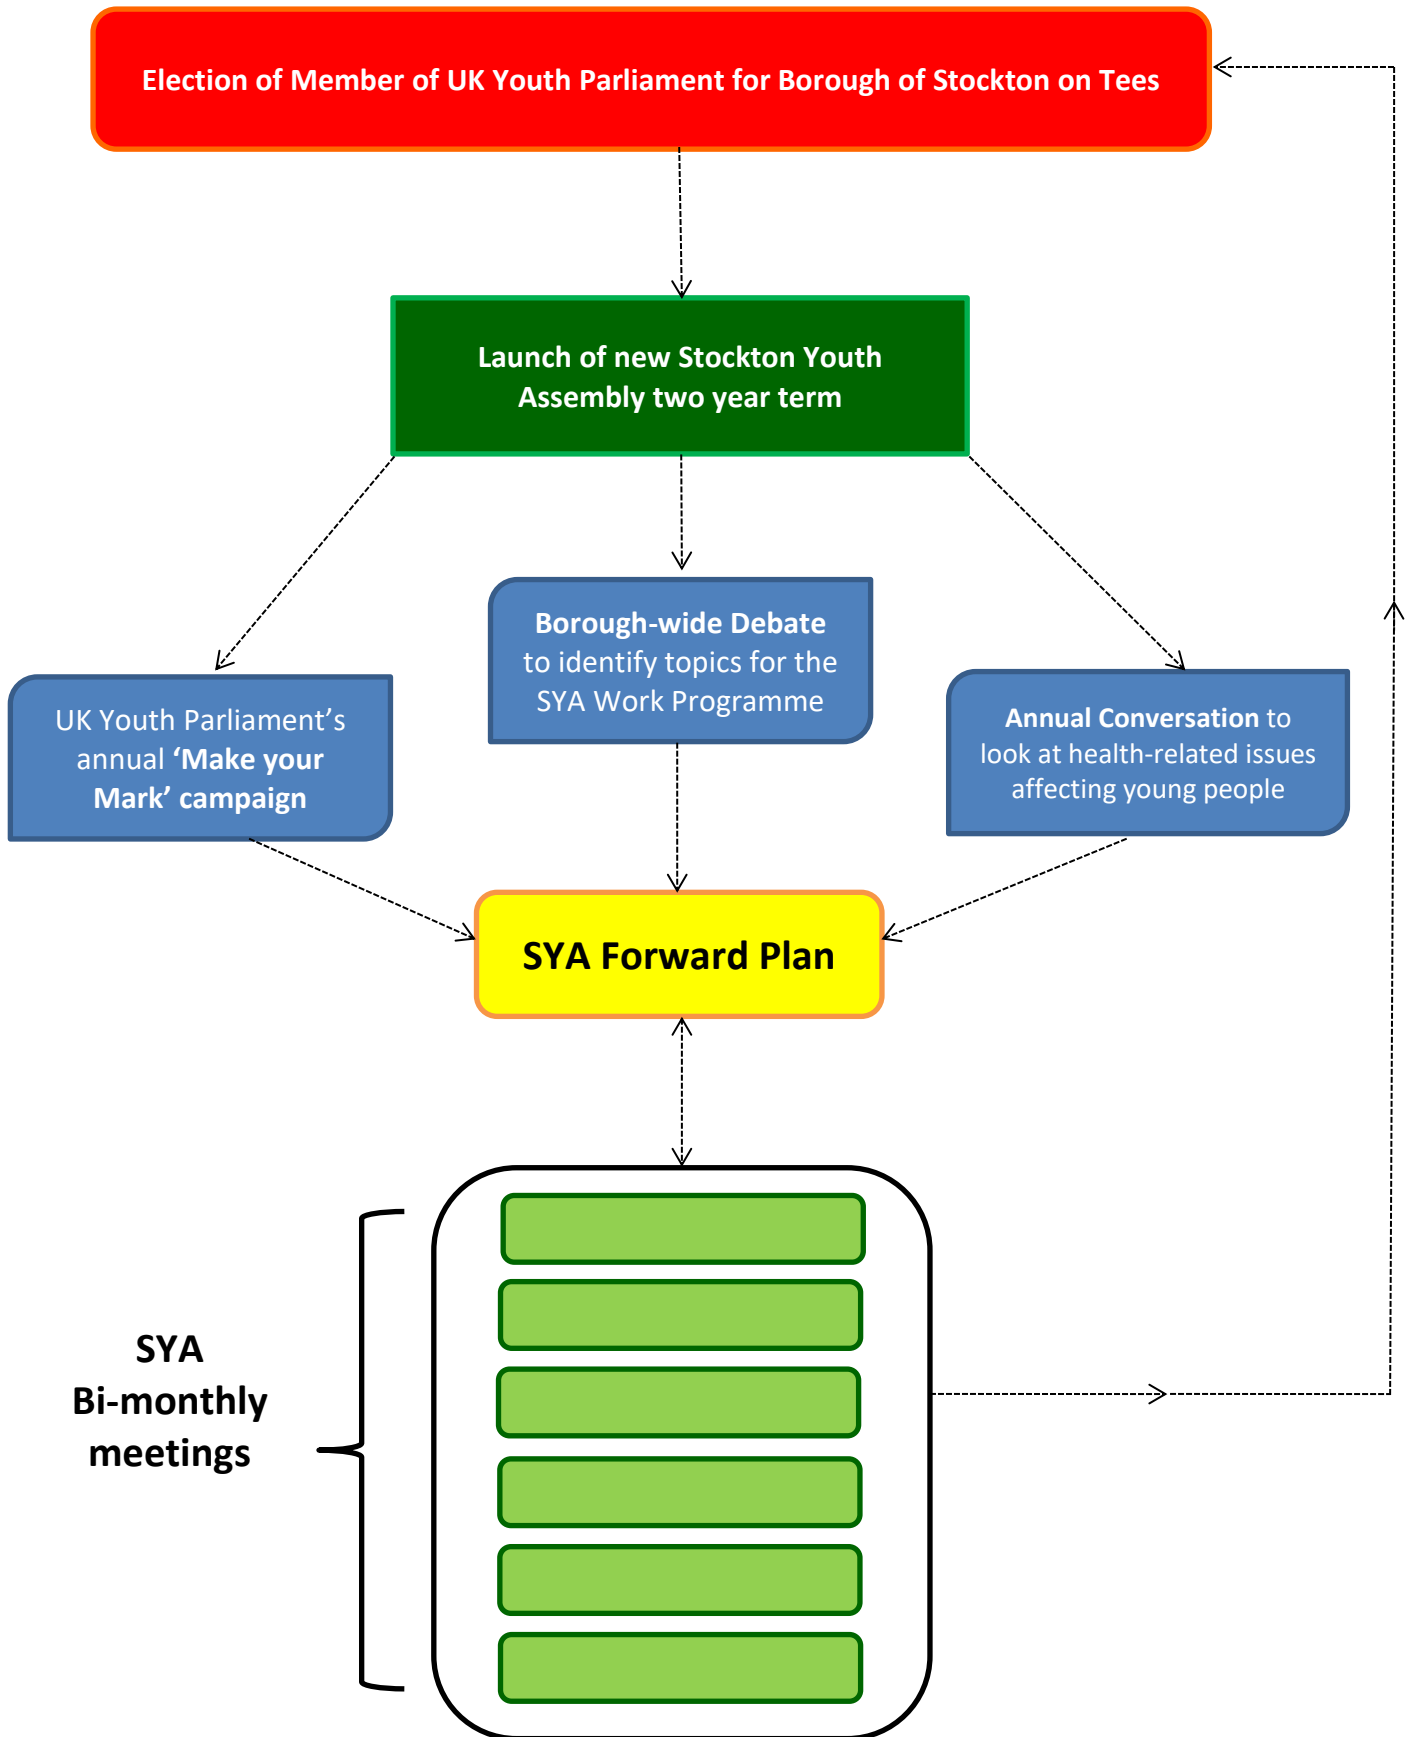 Election of Member of UK Youth Parliament for Borough of Stockton on Tees
Launch of new Stockton Youth
Assembly two year term
Borough-wide Debate
to identify topics for the
SYA Work Programme
UK Youth Parliament’s
annual ‘Make your
Mark’ campaign
Annual Conversation to
look at health-related issues
affecting young people
SYA Forward Plan
SYA
Bi-monthly
meetings